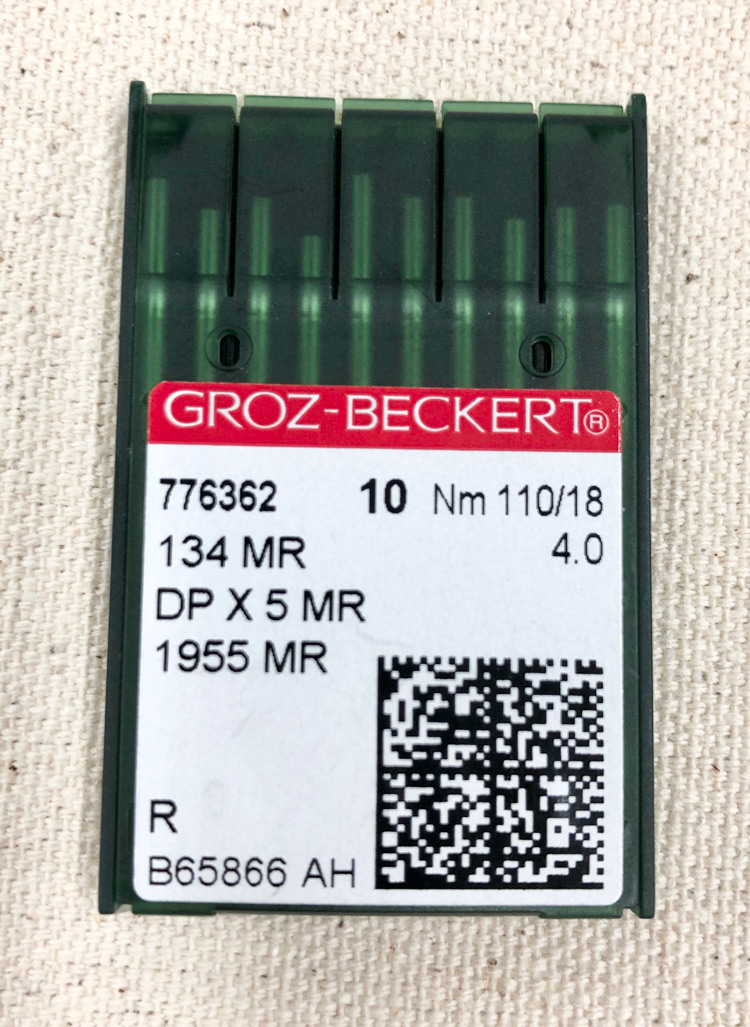 GROZ-BECKERT®
776362 10 Nm 110/18
134 MR 4.0
DP X 5 MR
1955 MR
R
B65866 AH